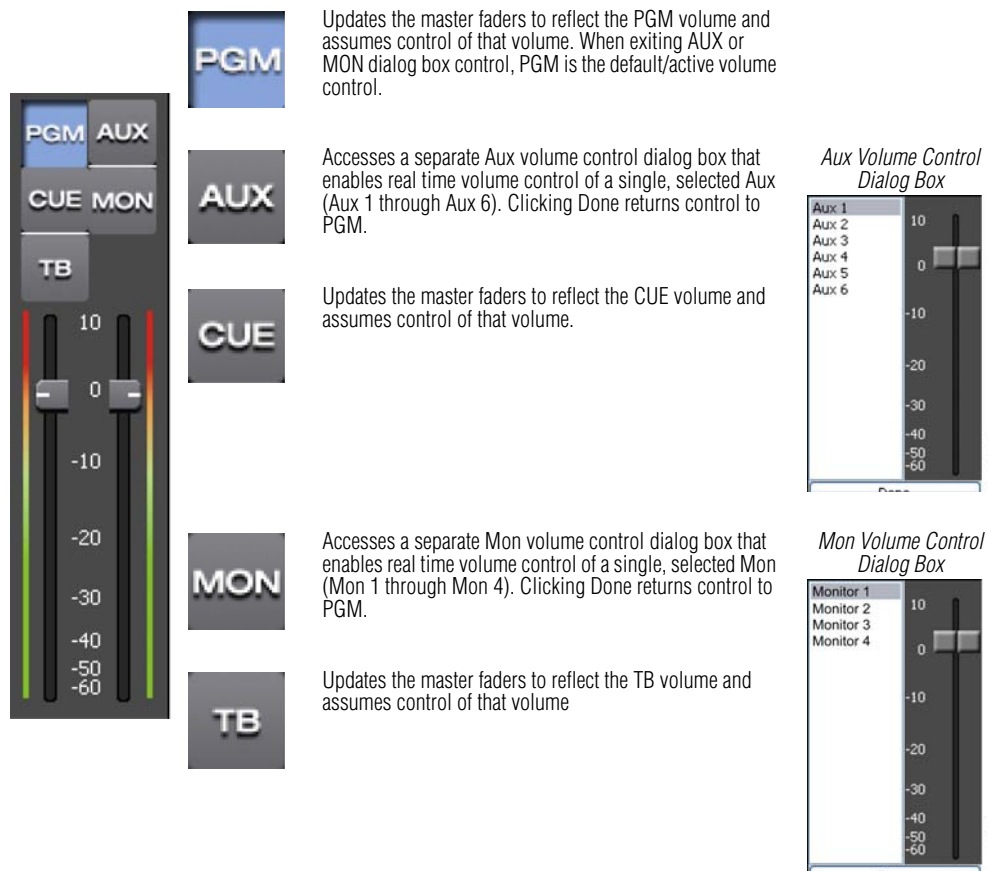 PGM AUX
CUE MON
TB
10
0
-10
-20
-30
-40
-50
-60
PGM
Updates the master faders to reflect the PGM volume and
assumes control of that volume. When exiting AUX or
MON dialog box control, PGM is the default/active volume
control.
AUX
Accesses a separate Aux volume control dialog box that
enables real time volume control of a single, selected Aux
(Aux 1 through Aux 6). Clicking Done returns control to
PGM.
Aux Volume Control
Dialog Box
Aux 1
Aux 2
Aux 3
Aux 4
Aux 5
Aux 6
10
0
-10
-20
-30
-40
-50
-60
CUE
Updates the master faders to reflect the CUE volume and
assumes control of that volume.
MON
Accesses a separate Mon volume control dialog box that
enables real time volume control of a single, selected Mon
(Mon 1 through Mon 4). Clicking Done returns control to
PGM.
Mon Volume Control
Dialog Box
Monitor 1
Monitor 2
Monitor 3
Monitor 4
10
0
-10
-20
-30
-40
-50
-60
TB
Updates the master faders to reflect the TB volume and
assumes control of that volume